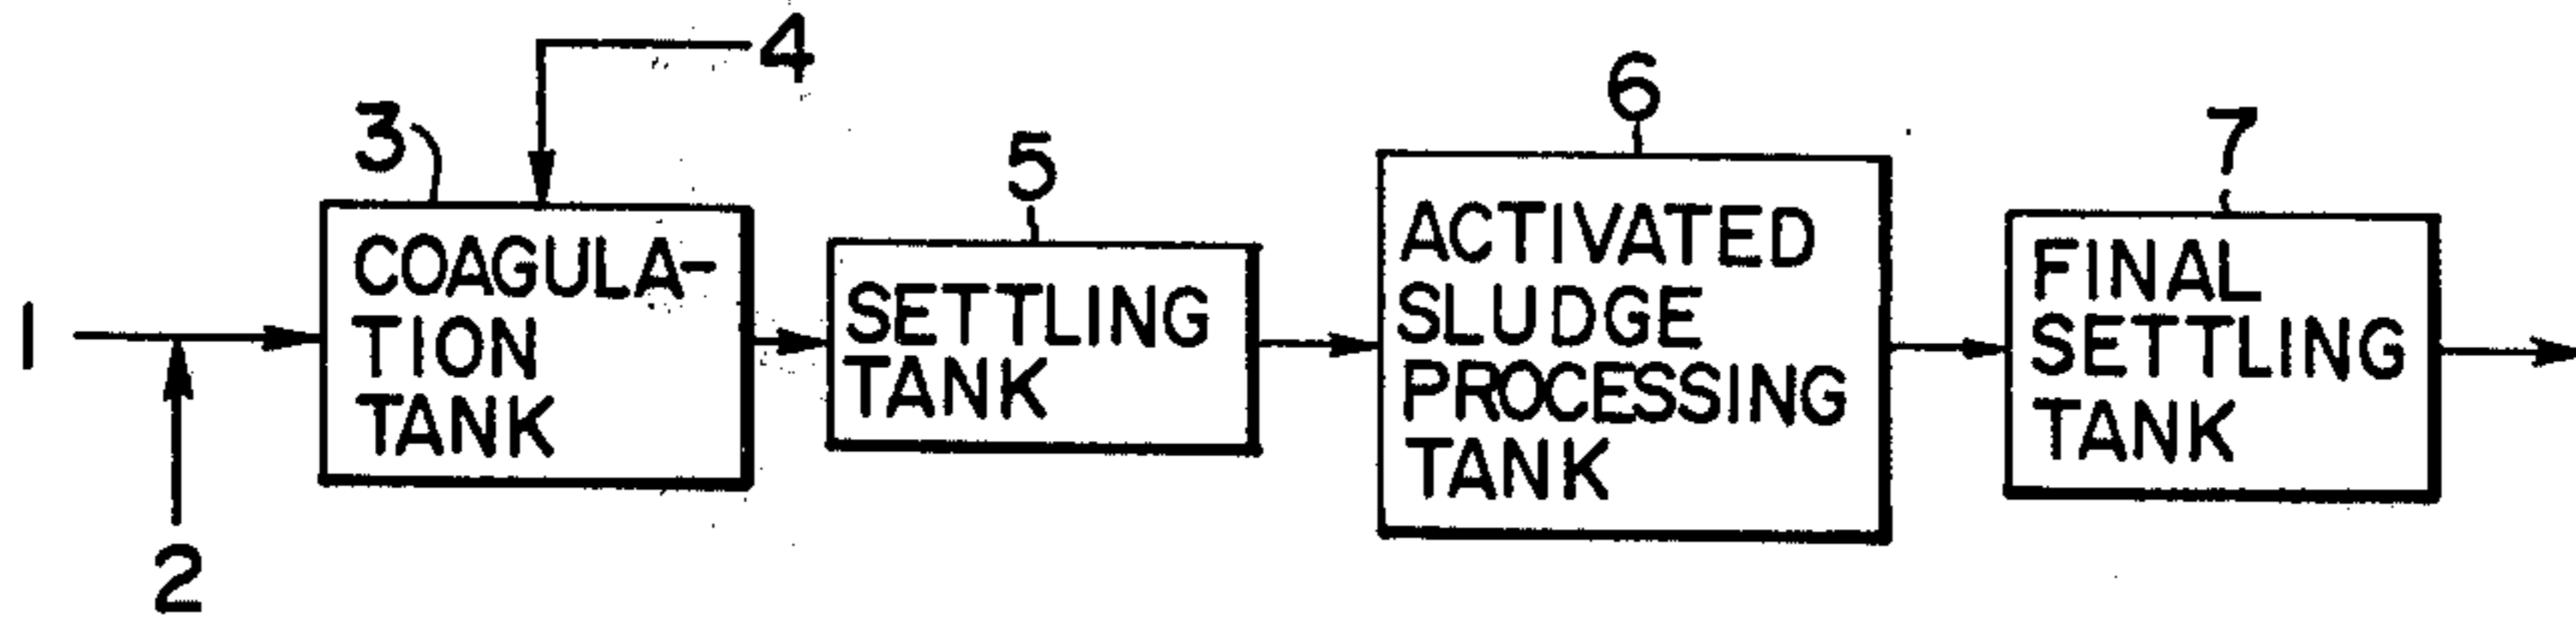 1
2
3
4
COAGULA-
TION
TANK
5
SETTLING
TANK
6
ACTIVATED
SLUDGE
PROCESSING
TANK
7
FINAL
SETTLING
TANK